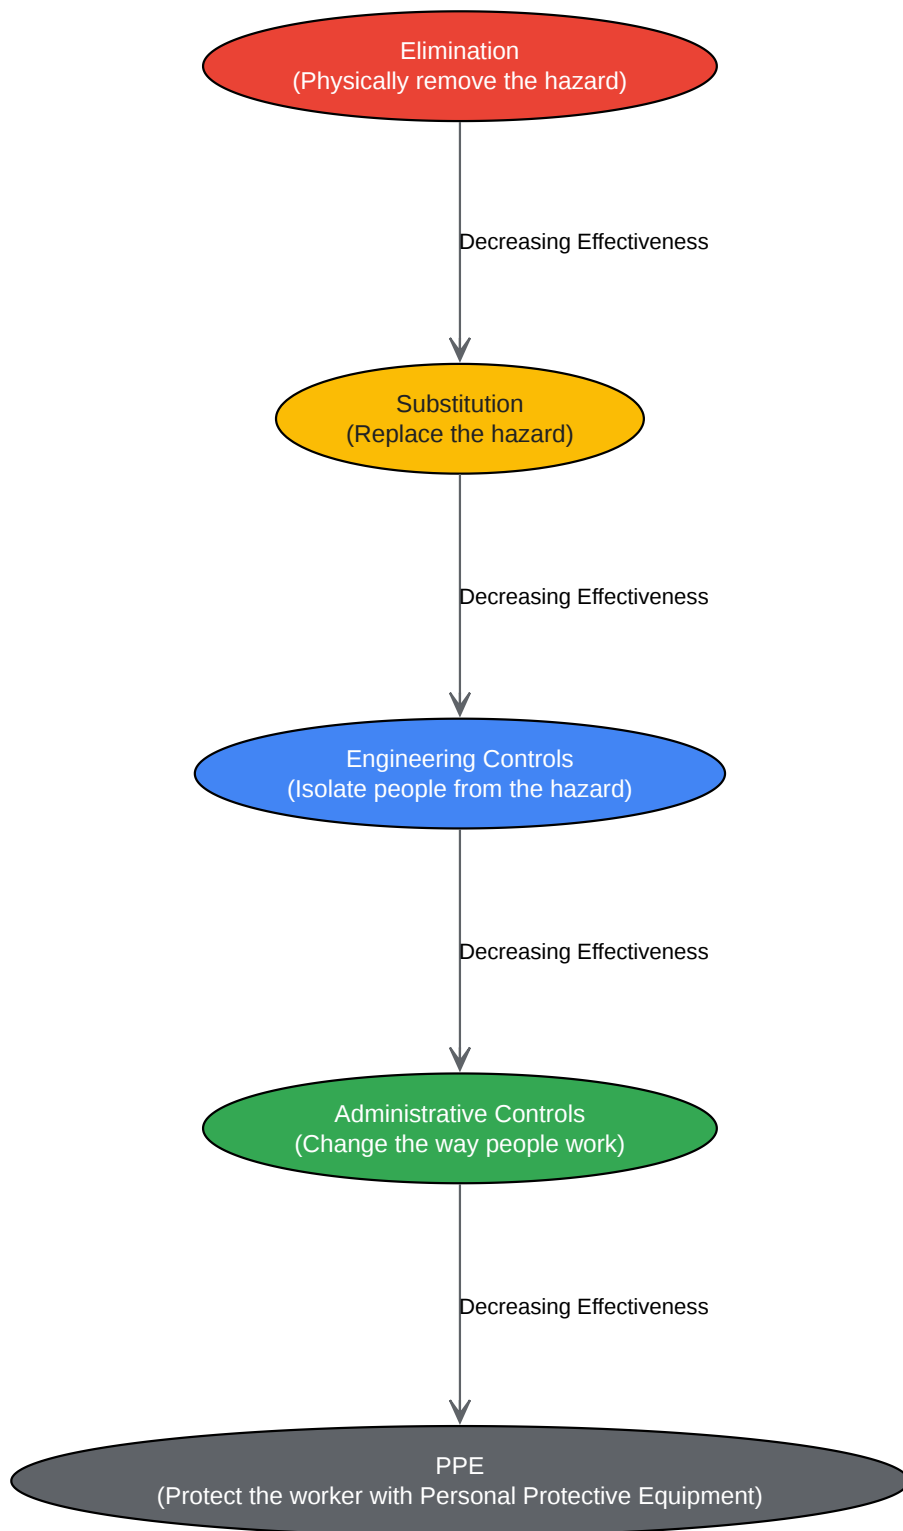 Elimination
(Physically remove the hazard)
Decreasing Effectiveness
Substitution
(Replace the hazard)
Decreasing Effectiveness
Engineering Controls
(Isolate people from the hazard)
Decreasing Effectiveness
Administrative Controls
(Change the way people work)
Decreasing Effectiveness
PPE
(Protect the worker with Personal Protective Equipment)